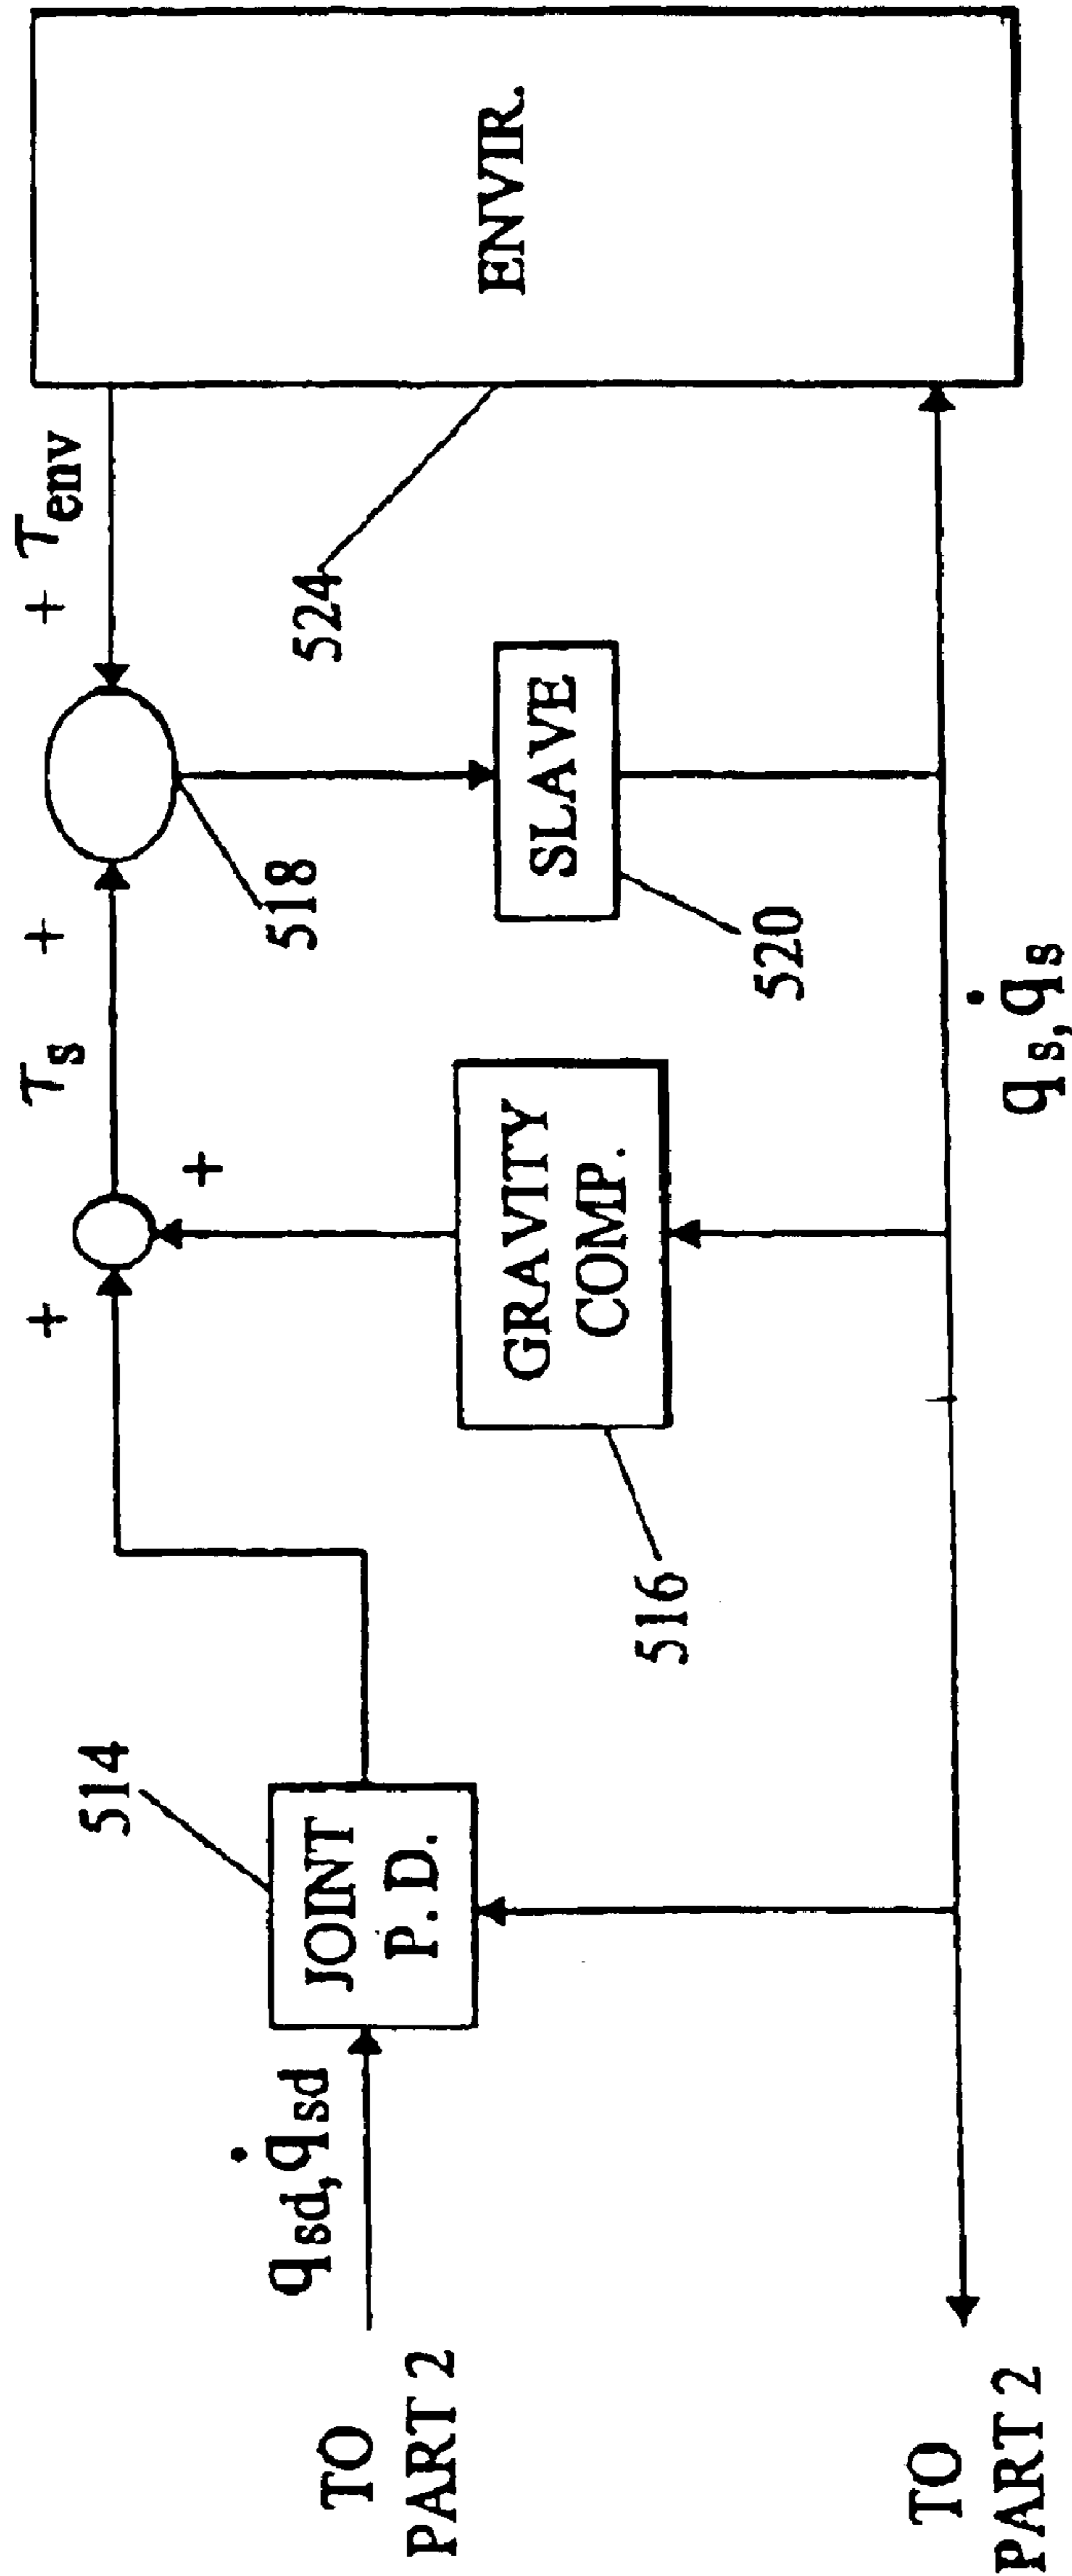 TO
PART 2
q̇sd, qsd
JOINT
P. D.
514
+
+
GRAVITY
COMP.
516
τs
+
518
+ τenv
SLAVE
520
524
ENVIR.
qs, q̇s
TO
PART 2